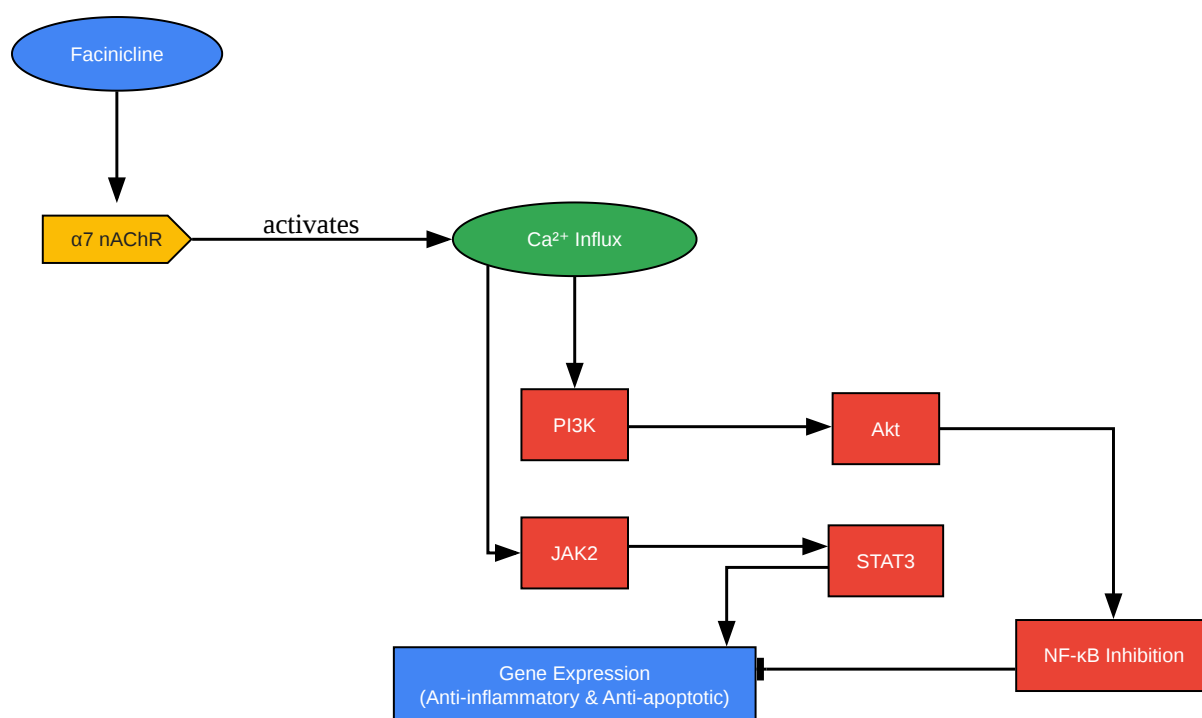 Facinicline
α7 nAChR
activates
Ca²⁺ Influx
PI3K
Akt
JAK2
STAT3
NF-κB Inhibition
Gene Expression
(Anti-inflammatory & Anti-apoptotic)